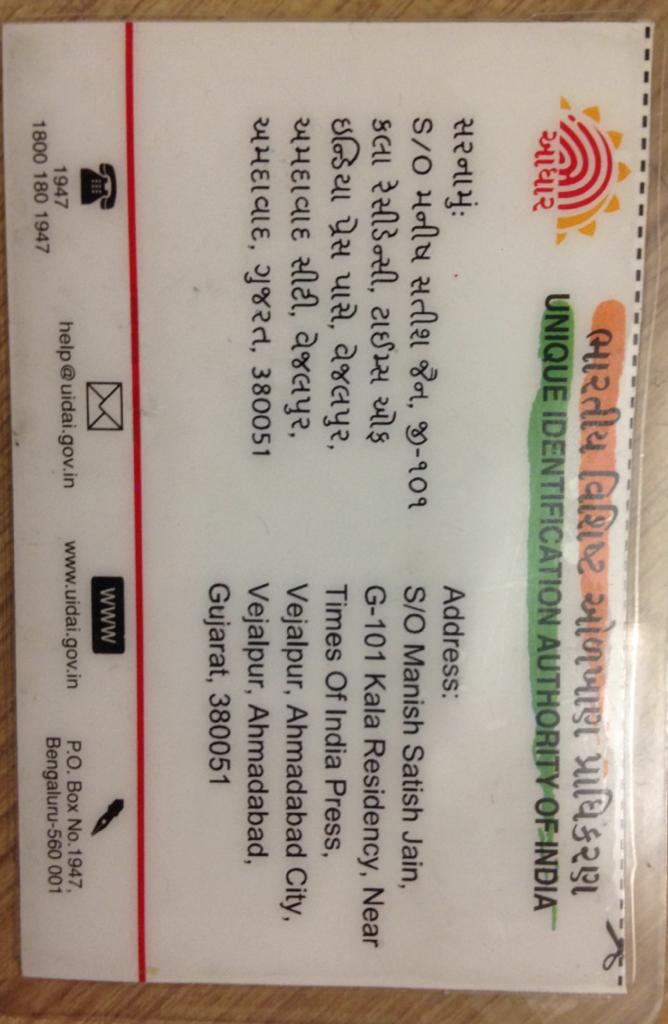 આધાર
ભારતીય વિશિષ્ટ ઓળખાણ પ્રાધિકરણ
UNIQUE IDENTIFICATION AUTHORITY OF INDIA
સરનામું:
S/O મનીષ સતીશ જૈન, જી-૧૦૧
કલા રેસીડેન્સી, ટાઈમ્સ ઓફ
ઇન્ડિયા પ્રેસ પાસે, વેજલપુર,
અમદાવાદ સીટી, વેજલપુર,
અમદાવાદ, ગુજરત, 380051
Address:
S/O Manish Satish Jain,
G-101 Kala Residency, Near
Times Of India Press,
Vejalpur, Ahmadabad City,
Vejalpur, Ahmadabad,
Gujarat, 380051
1947
1800 180 1947
help@uidai.gov.in
www
www.uidai.gov.in
P.O. Box No.1947,
Bengaluru-560 001